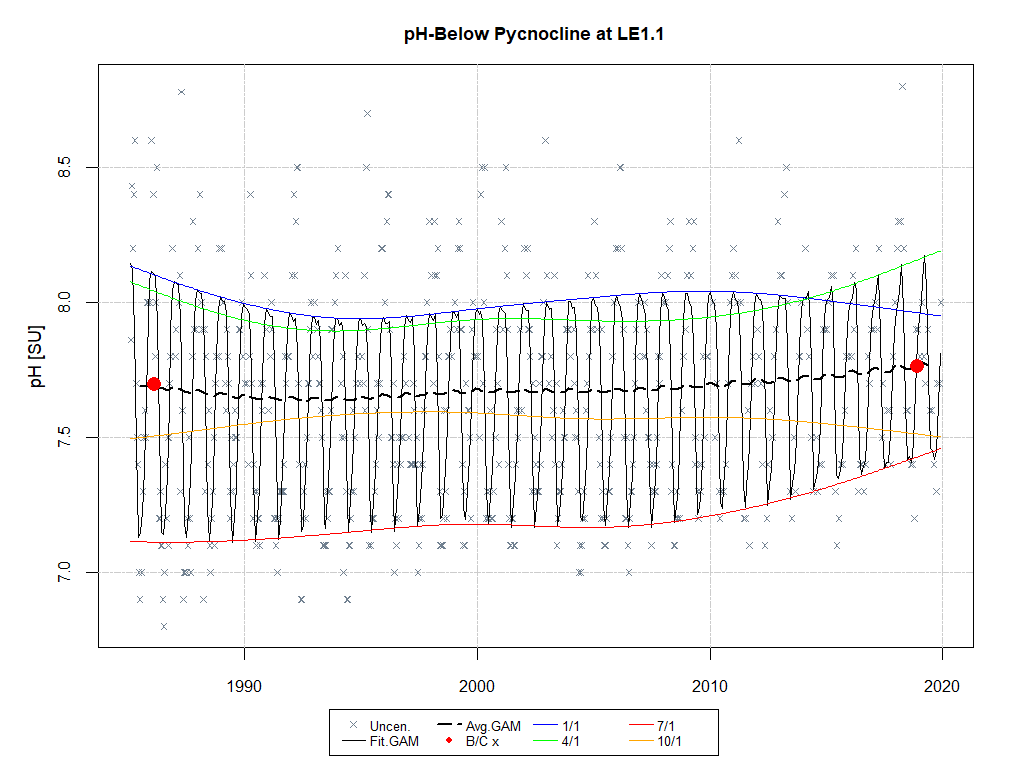 pH-Below Pycnocline at LE1.1
pH [SU]
8.5
8.0
7.5
7.0
1990 2000 2010 2020
Uncen. Avg.GAM 1/1 7/1
Fit.GAM B/C x 4/1 10/1